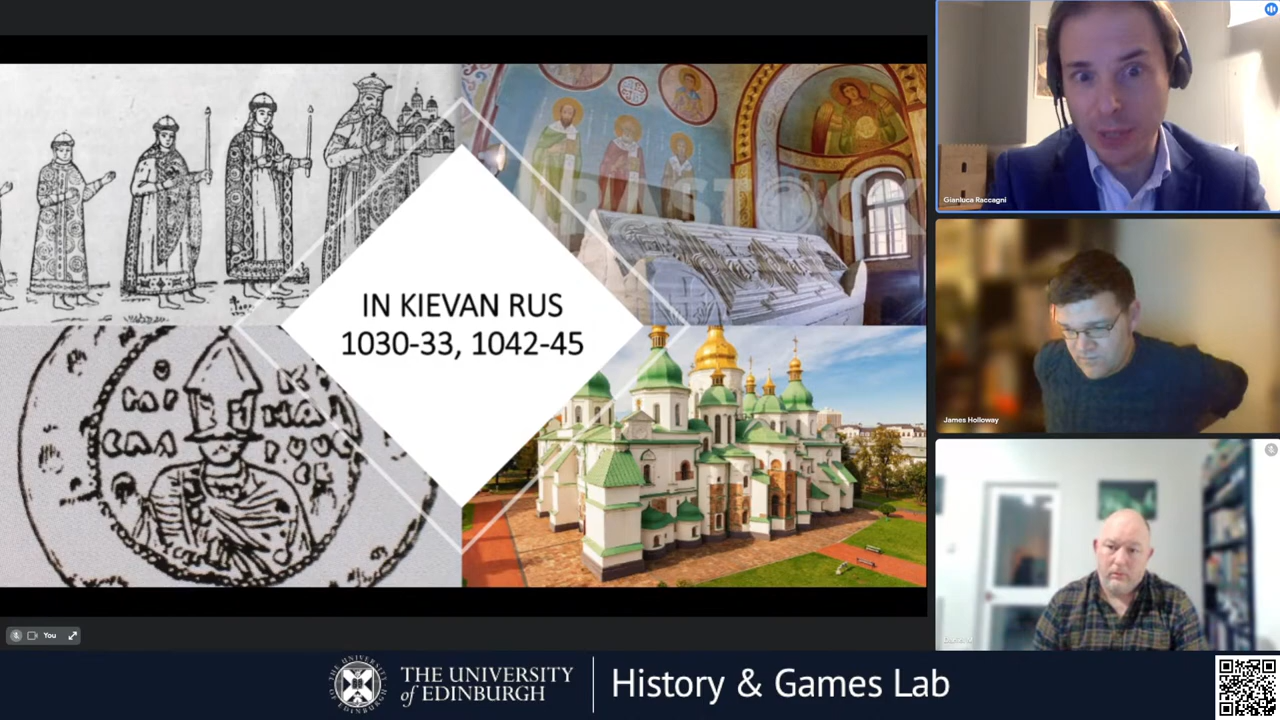 IN KIEVAN RUS
1030-33, 1042-45
Gianluca Raccagni
James Holloway
You
THE UNIVERSITY
of EDINBURGH
History & Games Lab